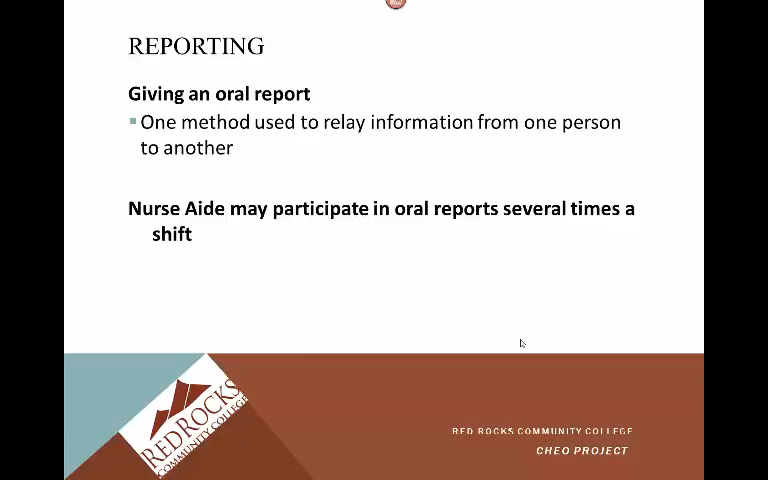 REPORTING
Giving an oral report
One method used to relay information from one person
to another
Nurse Aide may participate in oral reports several times a
shift
RED ROCKS
COMMUNITY COLLEGE
RED ROCKS COMMUNITY COLLEGE
CHEO PROJECT